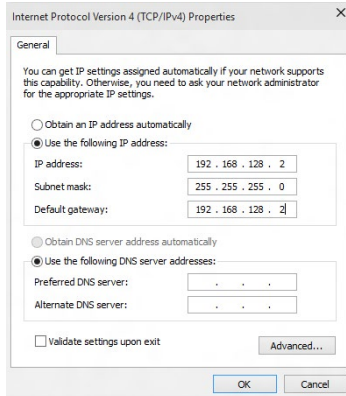 Internet Protocol Version 4 (TCP/IPv4) Properties
General
You can get IP settings assigned automatically if your network supports
this capability. Otherwise, you need to ask your network administrator
for the appropriate IP settings.
Obtain an IP address automatically
Use the following IP address:
IP address: 192 . 168 . 128 . 2
Subnet mask: 255 . 255 . 255 . 0
Default gateway: 192 . 168 . 128 . 2
Obtain DNS server address automatically
Use the following DNS server addresses:
Preferred DNS server: . . .
Alternate DNS server: . . .
Validate settings upon exit
Advanced...
OK Cancel